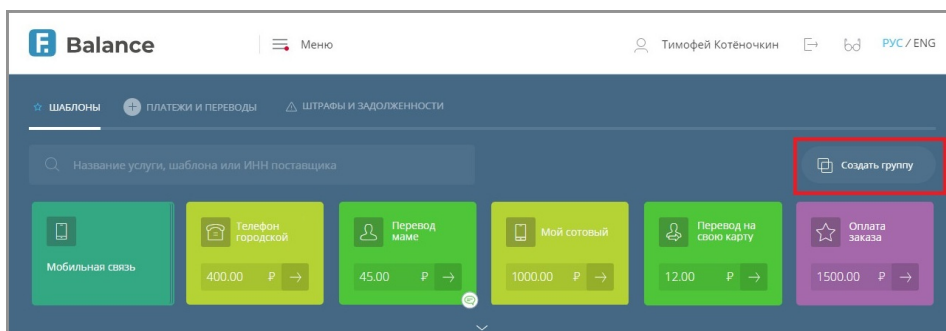 F. Balance
Меню
Тимофей Котёночкин
РУС / ENG
ШАБЛОНЫ
ПЛАТЕЖИ И ПЕРЕВОДЫ
ШТРАФЫ И ЗАДОЛЖЕННОСТИ
Название услуги, шаблона или ИНН поставщика
Создать группу
Мобильная связь
Телефон
городской
400.00 ₽ →
Перевод
маме
45.00 ₽ →
Мой сотовый
1000.00 ₽ →
Перевод на
свою карту
12.00 ₽ →
Оплата
заказа
1500.00 ₽ →